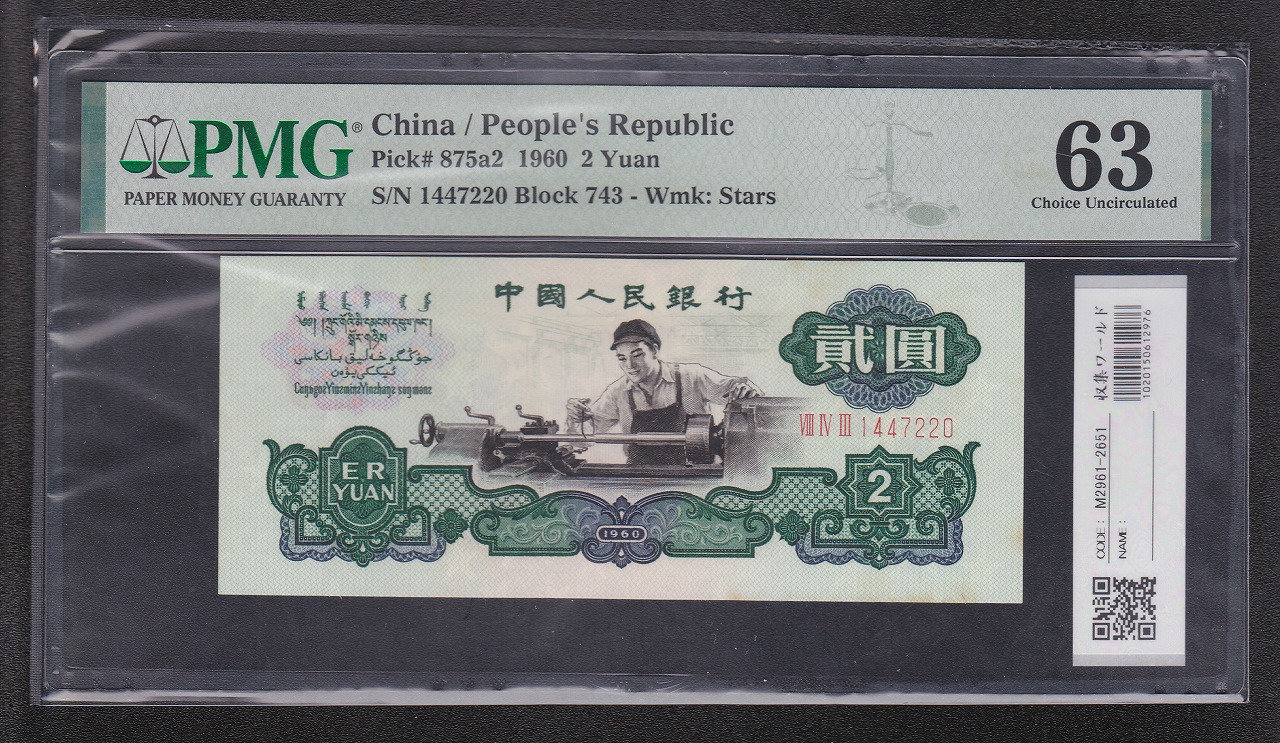 PMG®
PAPER MONEY GUARANTY
China / People's Republic
Pick# 875a2 1960 2 Yuan
S/N 1447220 Block 743 - Wmk: Stars
63
Choice Uncirculated
中國人民銀行
貳圓
VIII IV III 1447220
ER
YUAN
2
1960
収集ワールド
1020150612976
CODE: M2961-2651
NAME: